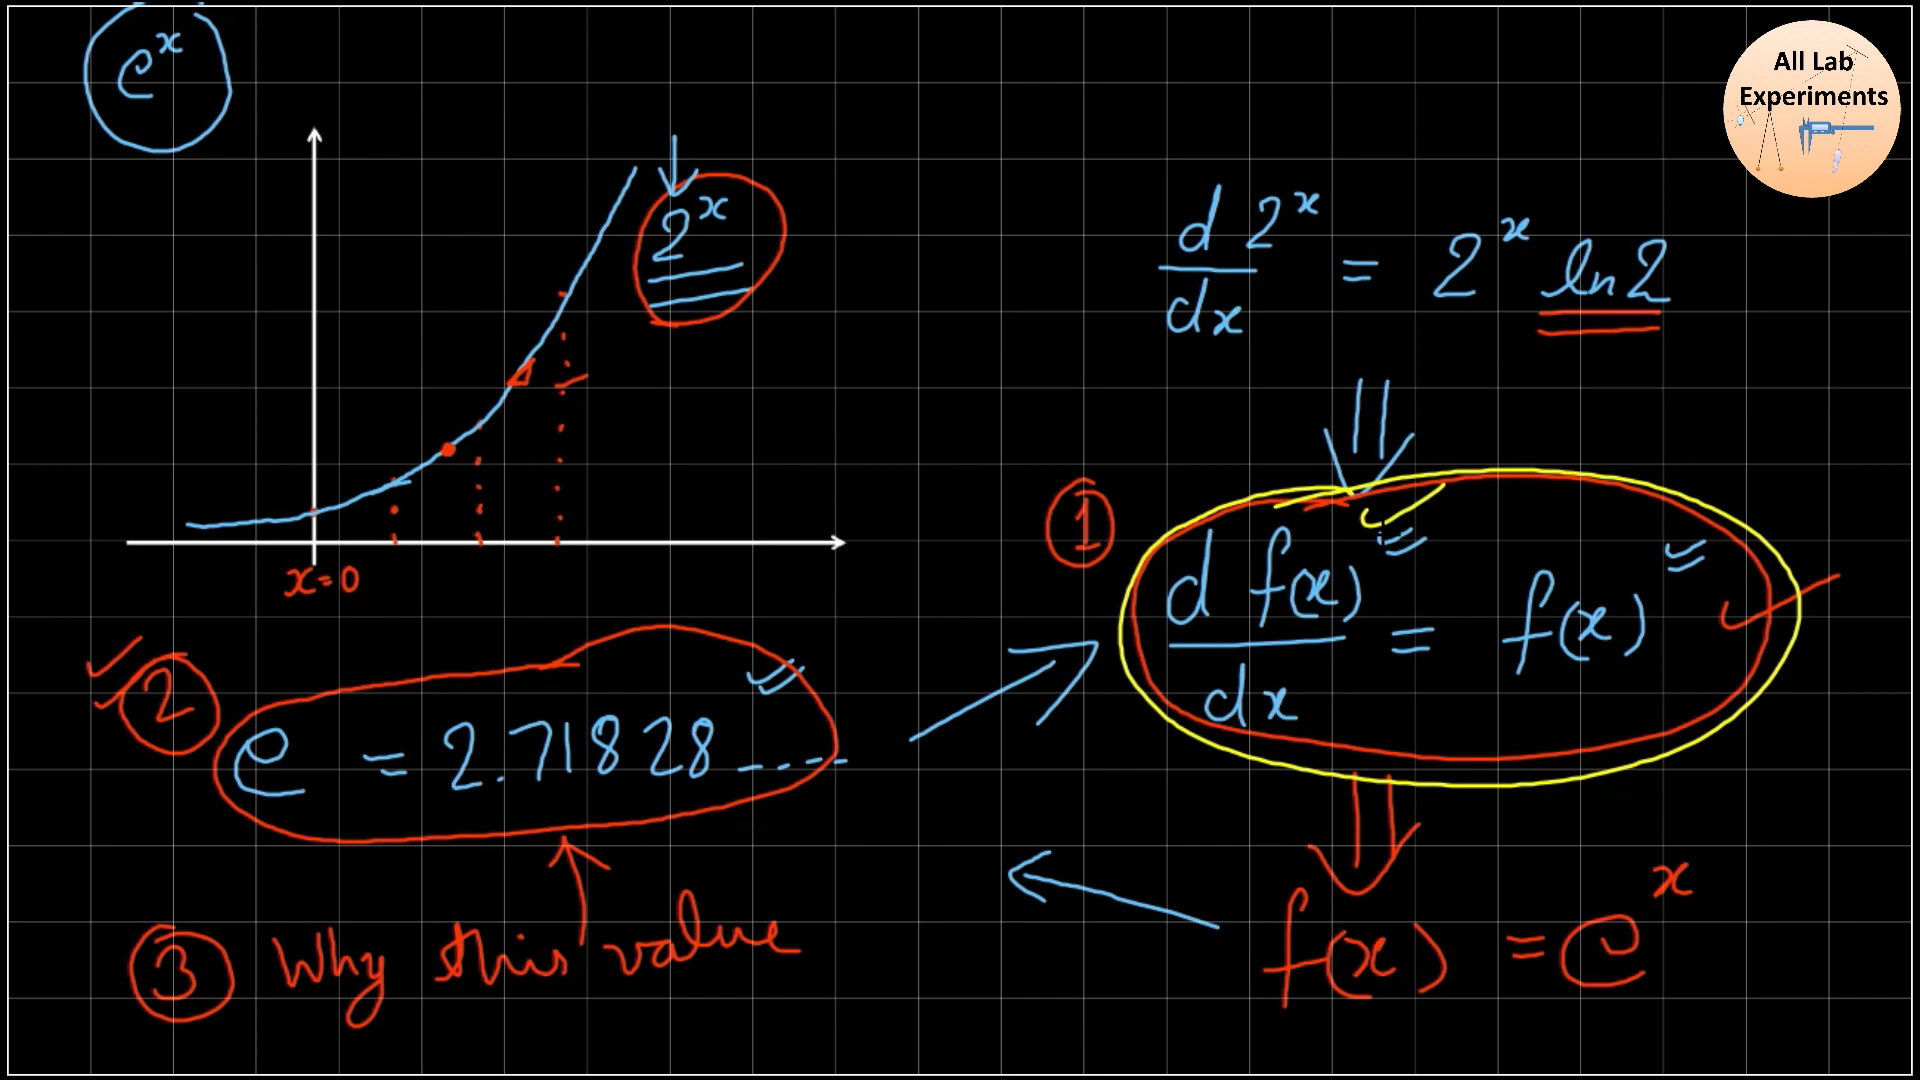 e^x
All Lab
Experiments
2^x
d 2^x / dx = 2^x ln2
x=0
①
d f(x) / dx = f(x)
②
e = 2.71828 - - - -
③ Why this value
f(x) = e^x